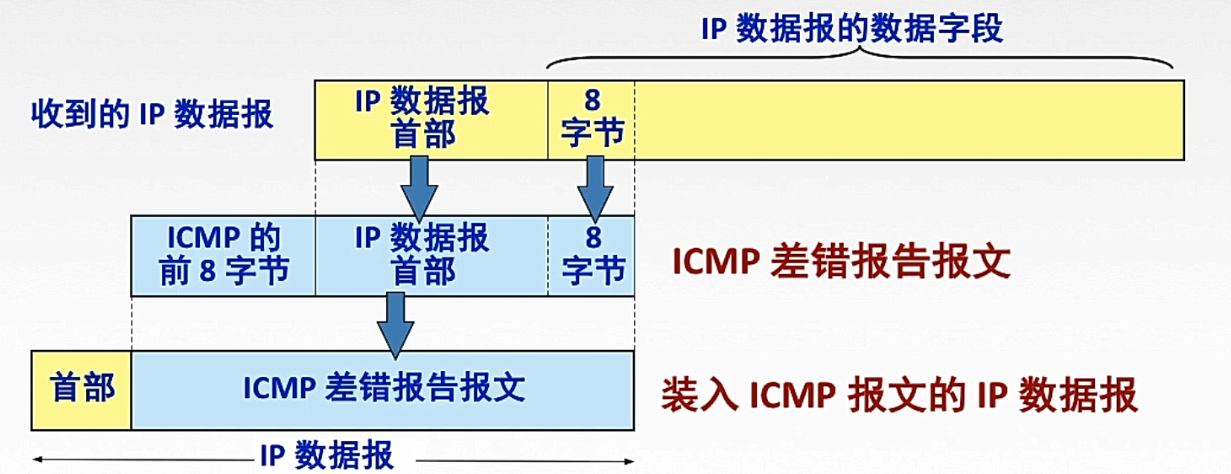 IP 数据报的数据字段
收到的 IP 数据报
IP 数据报
首部
8
字节
ICMP 的
前 8 字节
IP 数据报
首部
8
字节
ICMP 差错报告报文
首部
ICMP 差错报告报文
装入 ICMP 报文的 IP 数据报
IP 数据报